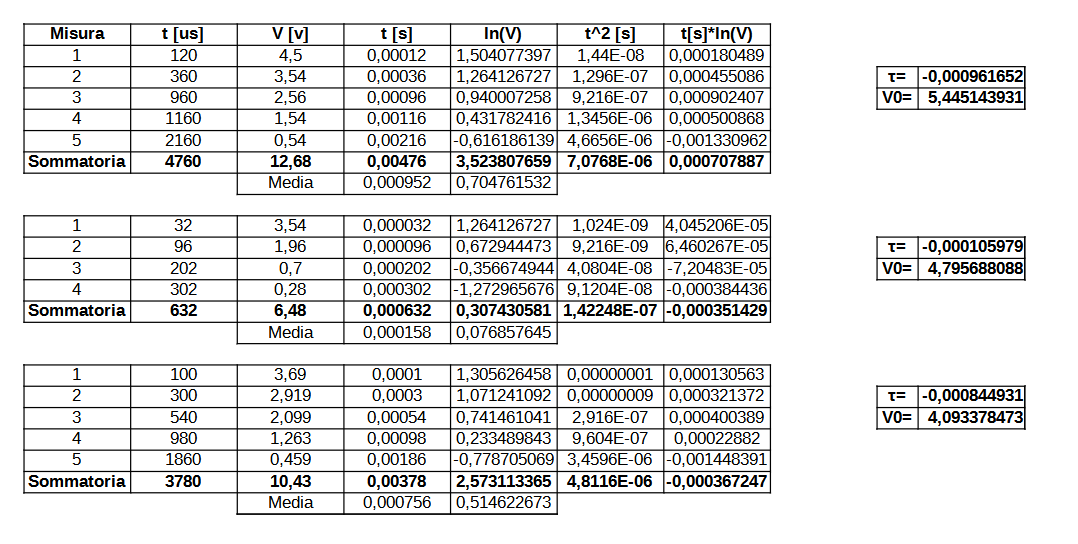 Misura t [us] V [v] t [s] ln(V) t^2 [s] t[s]*ln(V)
1 120 4,5 0,00012 1,504077397 1,44E-08 0,000180489
2 360 3,54 0,00036 1,264126727 1,296E-07 0,000455086 τ= -0,000961652
3 960 2,56 0,00096 0,940007258 9,216E-07 0,000902407 V0= 5,445143931
4 1160 1,54 0,00116 0,431782416 1,3456E-06 0,000500868
5 2160 0,54 0,00216 -0,616186139 4,6656E-06 -0,001330962
Sommatoria 4760 12,68 0,00476 3,523807659 7,0768E-06 0,000707887
Media 0,000952 0,704761532
1 32 3,54 0,000032 1,264126727 1,024E-09 4,045206E-05
2 96 1,96 0,000096 0,672944473 9,216E-09 6,460267E-05 τ= -0,000105979
3 202 0,7 0,000202 -0,356674944 4,0804E-08 -7,20483E-05 V0= 4,795688088
4 302 0,28 0,000302 -1,272965676 9,1204E-08 -0,000384436
Sommatoria 632 6,48 0,000632 0,307430581 1,42248E-07 -0,000351429
Media 0,000158 0,076857645
1 100 3,69 0,0001 1,305626458 0,00000001 0,000130563
2 300 2,919 0,0003 1,071241092 0,00000009 0,000321372 τ= -0,000844931
3 540 2,099 0,00054 0,741461041 2,916E-07 0,000400389 V0= 4,093378473
4 980 1,263 0,00098 0,233489843 9,604E-07 0,00022882
5 1860 0,459 0,00186 -0,778705069 3,4596E-06 -0,001448391
Sommatoria 3780 10,43 0,00378 2,573113365 4,8116E-06 -0,000367247
Media 0,000756 0,514622673